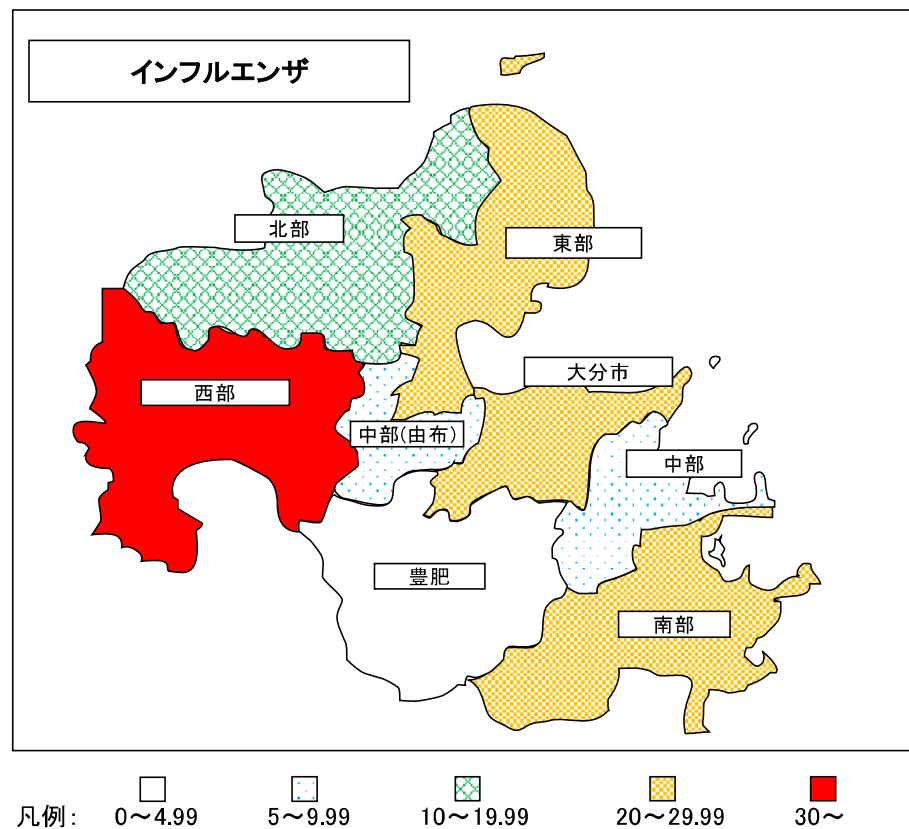 インフルエンザ
北部
東部
大分市
西部
中部(由布)
中部
豊肥
南部
凡例: 0～4.99 5～9.99 10～19.99 20～29.99 30～